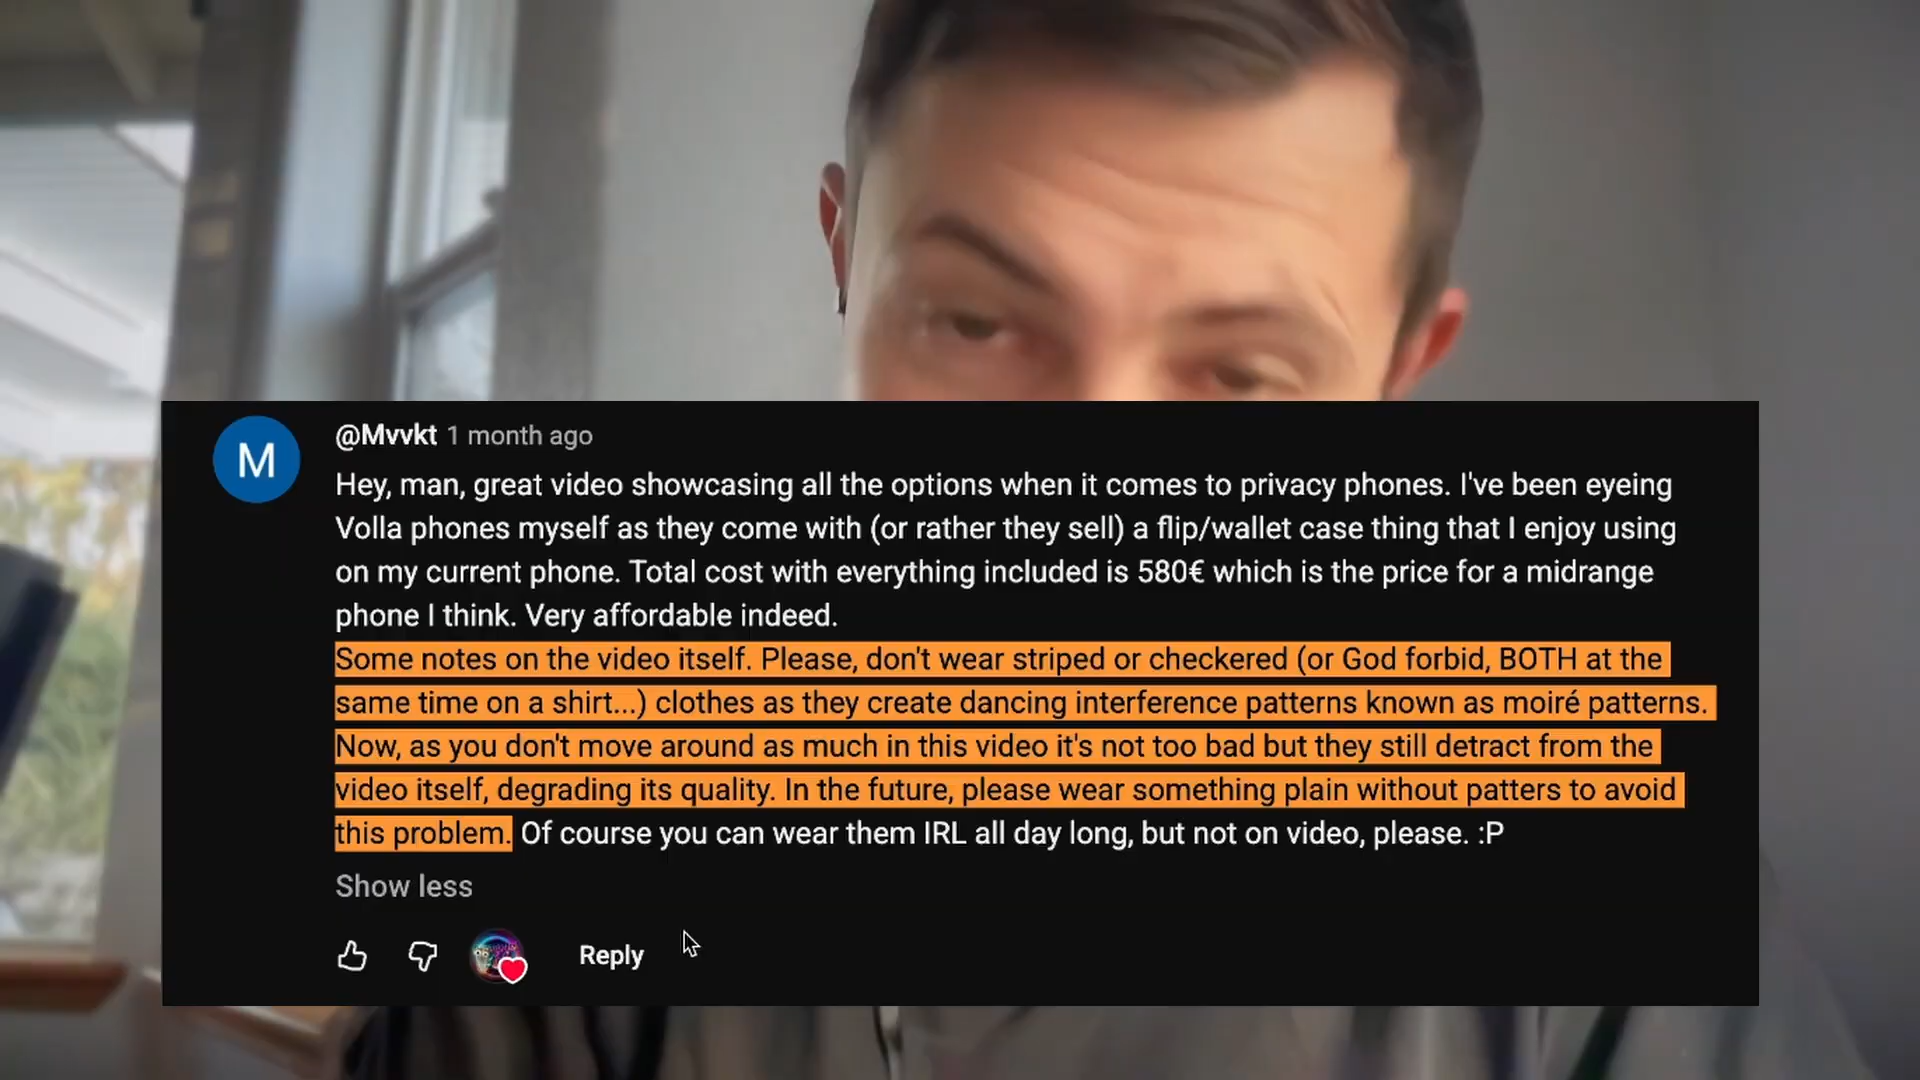 M
@Mvvkt 1 month ago
Hey, man, great video showcasing all the options when it comes to privacy phones. I've been eyeing
Volla phones myself as they come with (or rather they sell) a flip/wallet case thing that I enjoy using
on my current phone. Total cost with everything included is 580€ which is the price for a midrange
phone I think. Very affordable indeed.
Some notes on the video itself. Please, don't wear striped or checkered (or God forbid, BOTH at the
same time on a shirt...) clothes as they create dancing interference patterns known as moiré patterns.
Now, as you don't move around as much in this video it's not too bad but they still detract from the
video itself, degrading its quality. In the future, please wear something plain without patters to avoid
this problem. Of course you can wear them IRL all day long, but not on video, please. :P
Show less
Reply